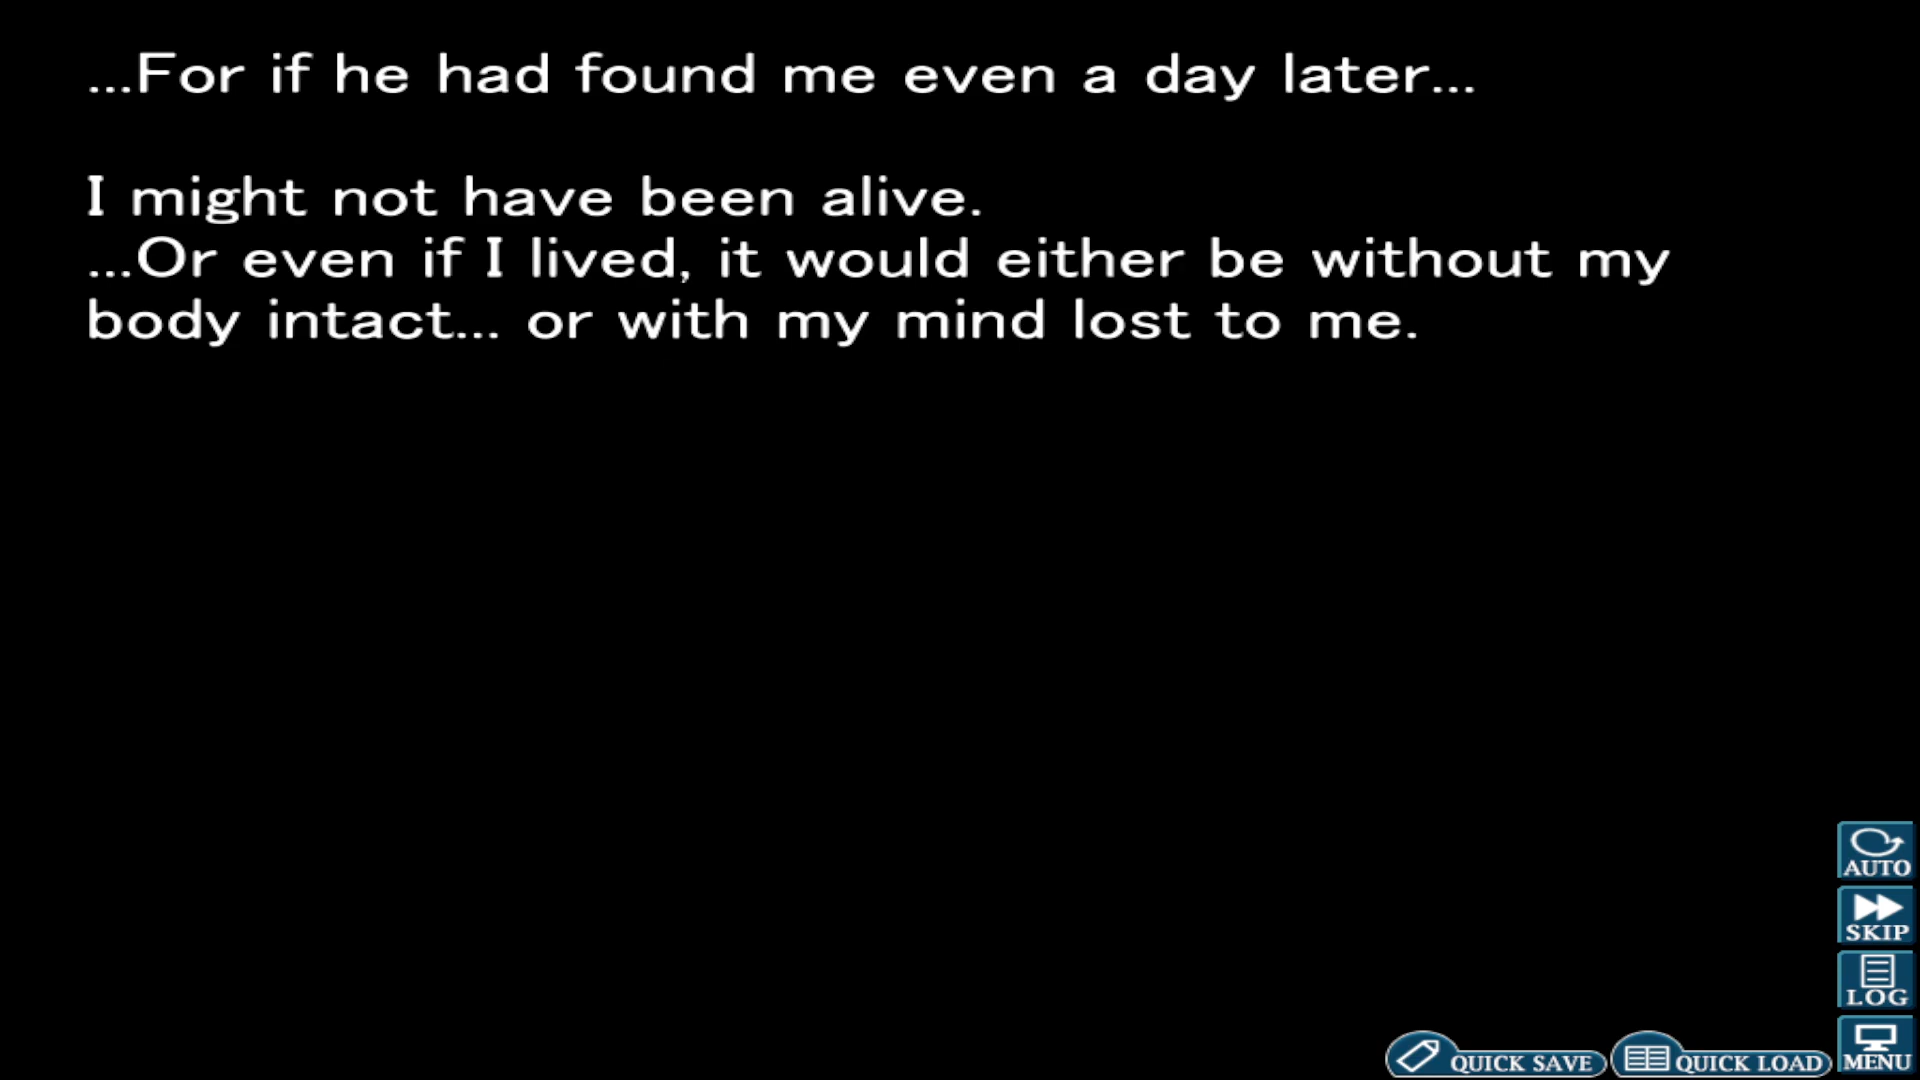 ...For if he had found me even a day later...
I might not have been alive.
...Or even if I lived, it would either be without my
body intact... or with my mind lost to me.
AUTO
SKIP
LOG
QUICK SAVE
QUICK LOAD
MENU